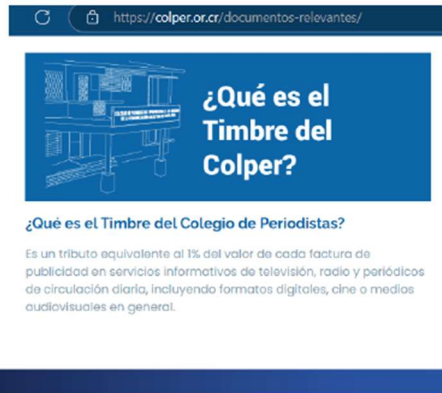 https://colper.or.cr/documentos-relevantes/
¿Qué es el
Timbre del
Colper?
¿Qué es el Timbre del Colegio de Periodistas?
Es un tributo equivalente al 1% del valor de cada factura de
publicidad en servicios informativos de televisión, radio y periódicos
de circulación diaria, incluyendo formatos digitales, cine o medios
audiovisuales en general.